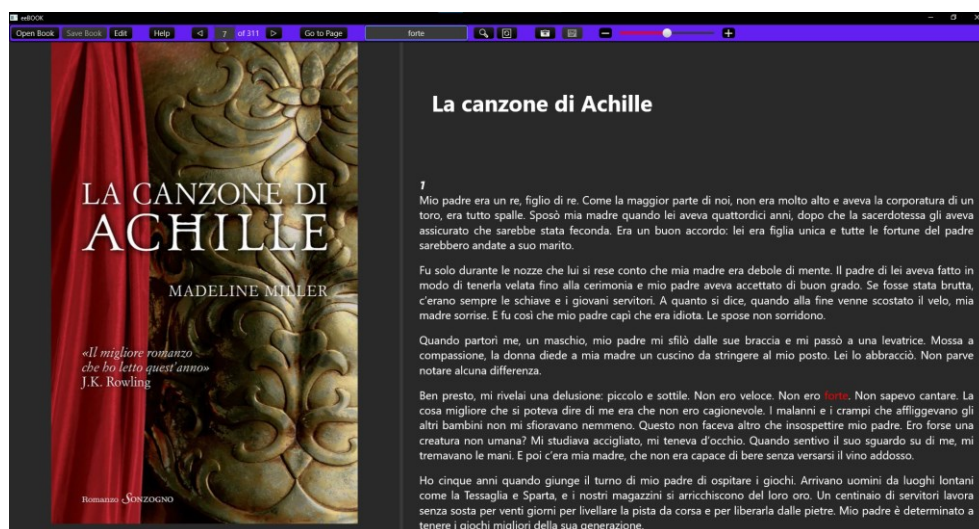 eeBOOK
Open Book Save Book Edit Help 7 of 311 Go to Page forte
LA CANZONE DI
ACHILLE
MADELINE MILLER
«Il migliore romanzo
che ho letto quest'anno»
J.K. Rowling
Romanzo SONZOGNO
La canzone di Achille
1
Mio padre era un re, figlio di re. Come la maggior parte di noi, non era molto alto e aveva la corporatura di un
toro, era tutto spalle. Sposò mia madre quando lei aveva quattordici anni, dopo che la sacerdotessa gli aveva
assicurato che sarebbe stata feconda. Era un buon accordo: lei era figlia unica e tutte le fortune del padre
sarebbero andate a suo marito.
Fu solo durante le nozze che lui si rese conto che mia madre era debole di mente. Il padre di lei aveva fatto in
modo di tenerla velata fino alla cerimonia e mio padre aveva accettato di buon grado. Se fosse stata brutta,
c'erano sempre le schiave e i giovani servitori. A quanto si dice, quando alla fine venne scostato il velo, mia
madre sorrise. E fu così che mio padre capì che era idiota. Le spose non sorridono.
Quando partorì me, un maschio, mio padre mi sfilò dalle sue braccia e mi passò a una levatrice. Mossa a
compassione, la donna diede a mia madre un cuscino da stringere al mio posto. Lei lo abbracciò. Non parve
notare alcuna differenza.
Ben presto, mi rivelai una delusione: piccolo e sottile. Non ero veloce. Non ero forte. Non sapevo cantare. La
cosa migliore che si poteva dire di me era che non ero cagionevole. I malanni e i crampi che affliggevano gli
altri bambini non mi sfioravano nemmeno. Questo non faceva altro che insospettire mio padre. Ero forse una
creatura non umana? Mi studiava accigliato, mi teneva d'occhio. Quando sentivo il suo sguardo su di me, mi
tremavano le mani. E poi c'era mia madre, che non era capace di bere senza versarsi il vino addosso.
Ho cinque anni quando giunge il turno di mio padre di ospitare i giochi. Arrivano uomini da luoghi lontani
come la Tessaglia e Sparta, e i nostri magazzini si arricchiscono del loro oro. Un centinaio di servitori lavora
senza sosta per venti giorni per livellare la pista da corsa e per liberarla dalle pietre. Mio padre è determinato a
tenere i giochi migliori della sua generazione.